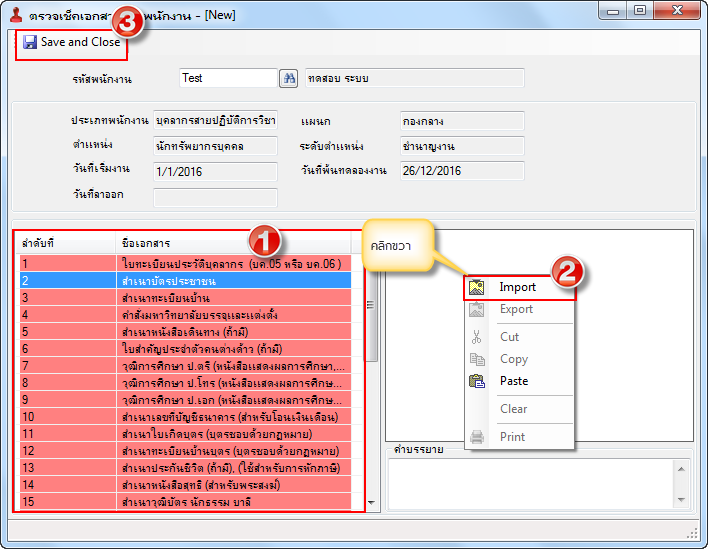 ตรวจเช็คเอกสาร พนักงาน - [New]
3
Save and Close
รหัสพนักงาน Test ทดสอบ ระบบ
ประเภทพนักงาน บุคลากรสายปฏิบัติการวิชา แผนก กองกลาง
ตำแหน่ง นักทรัพยากรบุคคล ระดับตำแหน่ง ชำนาญงาน
วันที่เริ่มงาน 1/1/2016 วันที่พ้นทดลองงาน 26/12/2016
วันที่ลาออก
ลำดับที่ ชื่อเอกสาร 1
1 ใบทะเบียนประวัติบุคลากร (บค.05 หรือ บค.06 )
2 สำเนาบัตรประชาชน
3 สำเนาทะเบียนบ้าน
4 คำสั่งมหาวิทยาลัยบรรจุและแต่งตั้ง
5 สำเนาหนังสือเดินทาง (ถ้ามี)
6 ใบสำคัญประจำตัวคนต่างด้าว (ถ้ามี)
7 วุฒิการศึกษา ป.ตรี (หนังสือแสดงผลการศึกษา,...
8 วุฒิการศึกษา ป.โทร (หนังสือแสดงผลการศึกษา...
9 วุฒิการศึกษา ป.เอก (หนังสือแสดงผลการศึกษา...
10 สำเนาเลขที่บัญชีธนาคาร (สำหรับโอนเงินเดือน)
11 สำเนาใบเกิดบุตร (บุตรชอบด้วยกฎหมาย)
12 สำเนาทะเบียนบ้านบุตร (บุตรชอบด้วยกฎหมาย)
13 สำเนาประกันชีวิต (ถ้ามี), (ใช้สำหรับการหักภาษี)
14 สำเนาหนังสือสุทธิ (สำหรับพระสงฆ์)
15 สำเนาวุฒิบัตร นักธรรม บาลี
คลิกขวา
2
Import
Export
Cut
Copy
Paste
Clear
Print
คำบรรยาย